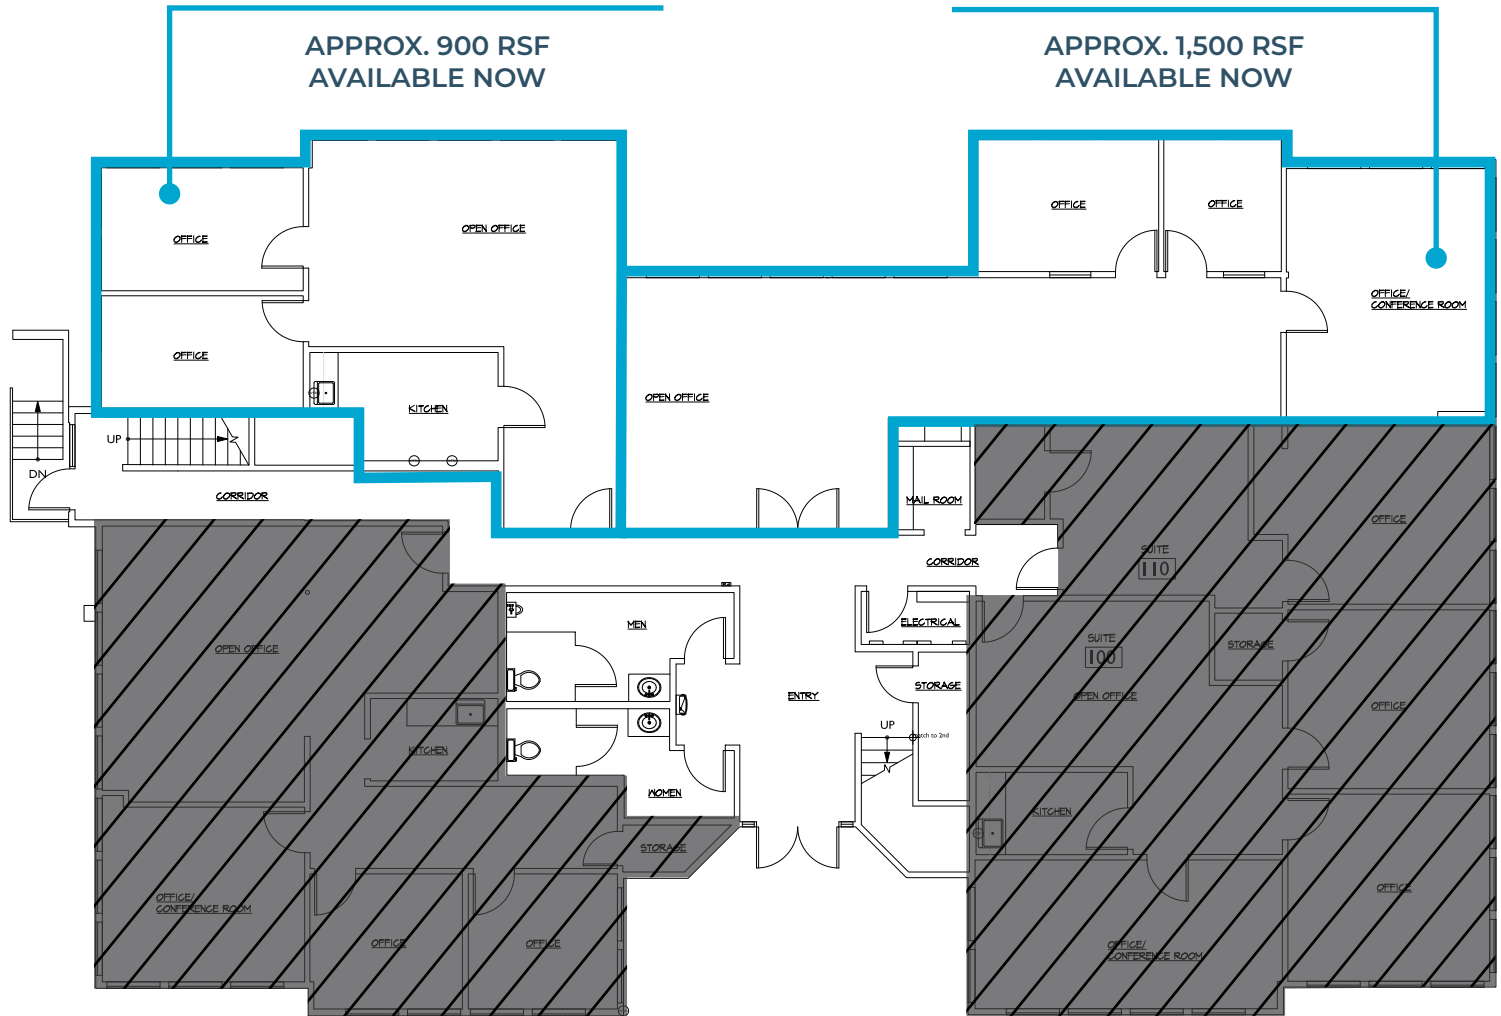 APPROX. 900 RSF
AVAILABLE NOW
APPROX. 1,500 RSF
AVAILABLE NOW
OFFICE
OPEN OFFICE
OFFICE
KITCHEN
UP
DN
CORRIDOR
OFFICE
OFFICE
OFFICE/
CONFERENCE ROOM
OPEN OFFICE
MAIL ROOM
CORRIDOR
ELECTRICAL
STORAGE
UP
MEN
ENTRY
WOMEN
OPEN OFFICE
KITCHEN
STORAGE
OFFICE/
CONFERENCE ROOM
OFFICE
OFFICE
SUITE
110
OFFICE
SUITE
100
STORAGE
OPEN OFFICE
OFFICE
KITCHEN
OFFICE
OFFICE/
CONFERENCE ROOM